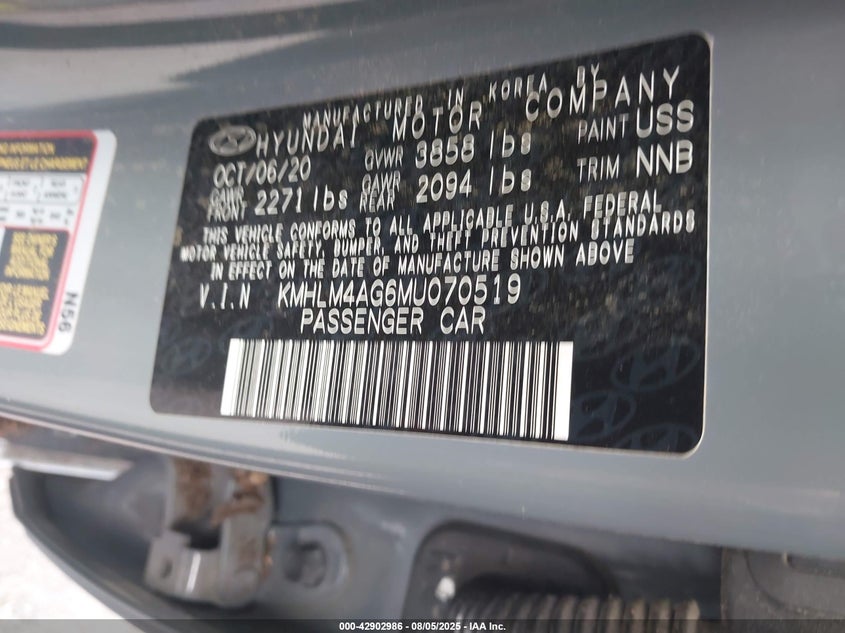 MANUFACTURED IN KOREA BY
HYUNDAI MOTOR COMPANY
OCT/06/20 GVWR 3858 lbs PAINT USS
GAWR FRONT 2271 lbs GAWR REAR 2094 lbs TRIM NNB
THIS VEHICLE CONFORMS TO ALL APPLICABLE U.S.A. FEDERAL
MOTOR VEHICLE SAFETY, BUMPER, AND THEFT PREVENTION STANDARDS
IN EFFECT ON THE DATE OF MANUFACTURE SHOWN ABOVE
V.I.N KMHLM4AG6MU070519
PASSENGER CAR
N56
000-42902986 - 08/05/2025 - IAA Inc.